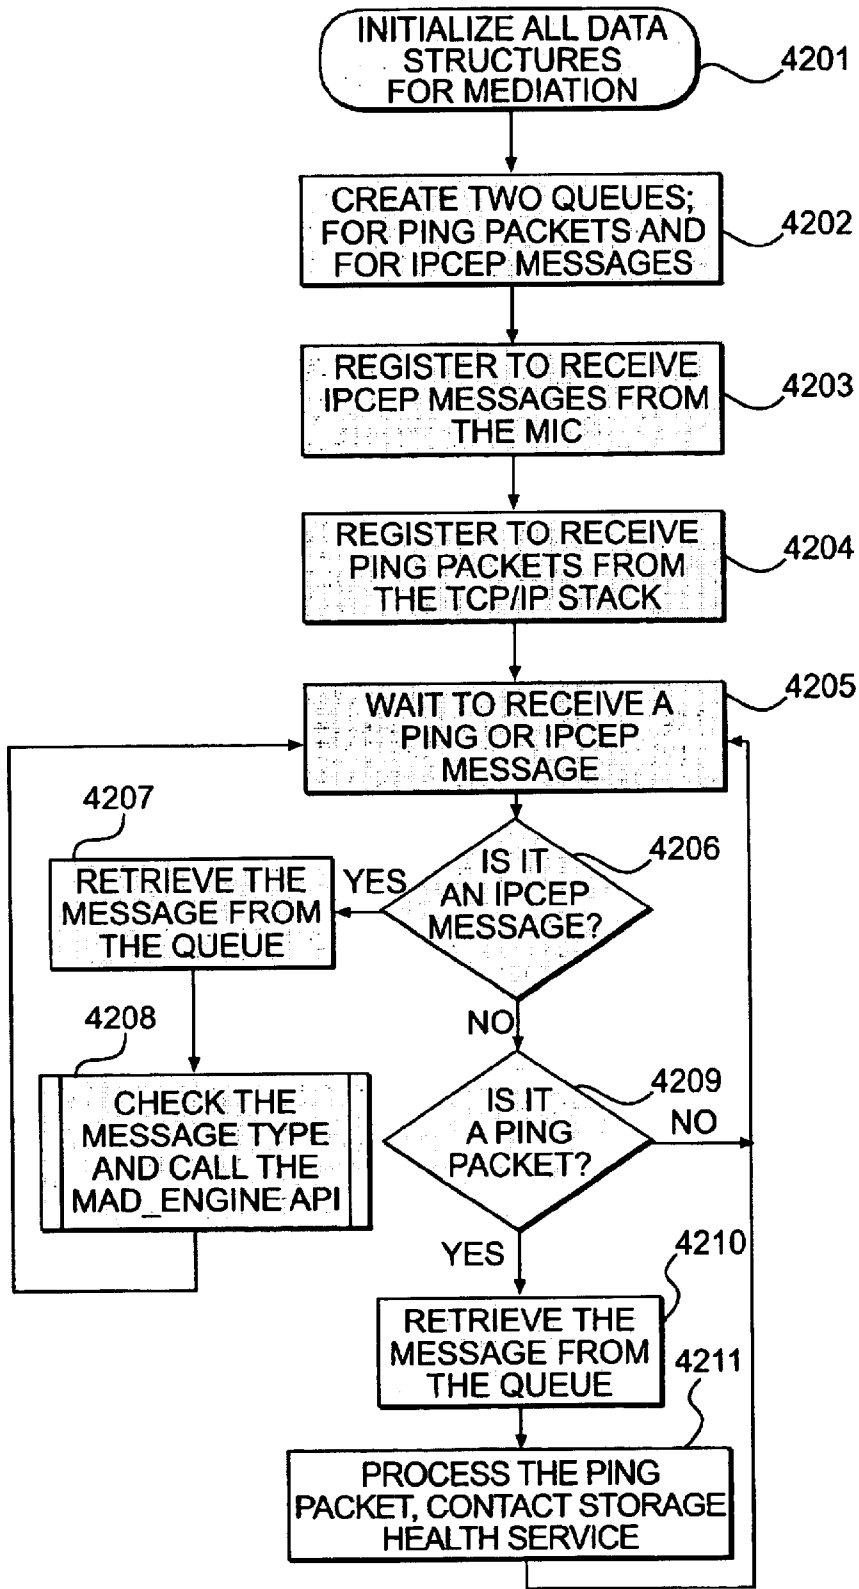 INITIALIZE ALL DATA
STRUCTURES
FOR MEDIATION
4201
CREATE TWO QUEUES;
FOR PING PACKETS AND
FOR IPCEP MESSAGES
4202
REGISTER TO RECEIVE
IPCEP MESSAGES FROM
THE MIC
4203
REGISTER TO RECEIVE
PING PACKETS FROM
THE TCP/IP STACK
4204
WAIT TO RECEIVE A
PING OR IPCEP
MESSAGE
4205
IS IT
AN IPCEP
MESSAGE?
4206
YES
4207
RETRIEVE THE
MESSAGE FROM
THE QUEUE
NO
4208
CHECK THE
MESSAGE TYPE
AND CALL THE
MAD_ENGINE API
IS IT
A PING
PACKET?
4209
NO
YES
4210
RETRIEVE THE
MESSAGE FROM
THE QUEUE
4211
PROCESS THE PING
PACKET, CONTACT STORAGE
HEALTH SERVICE